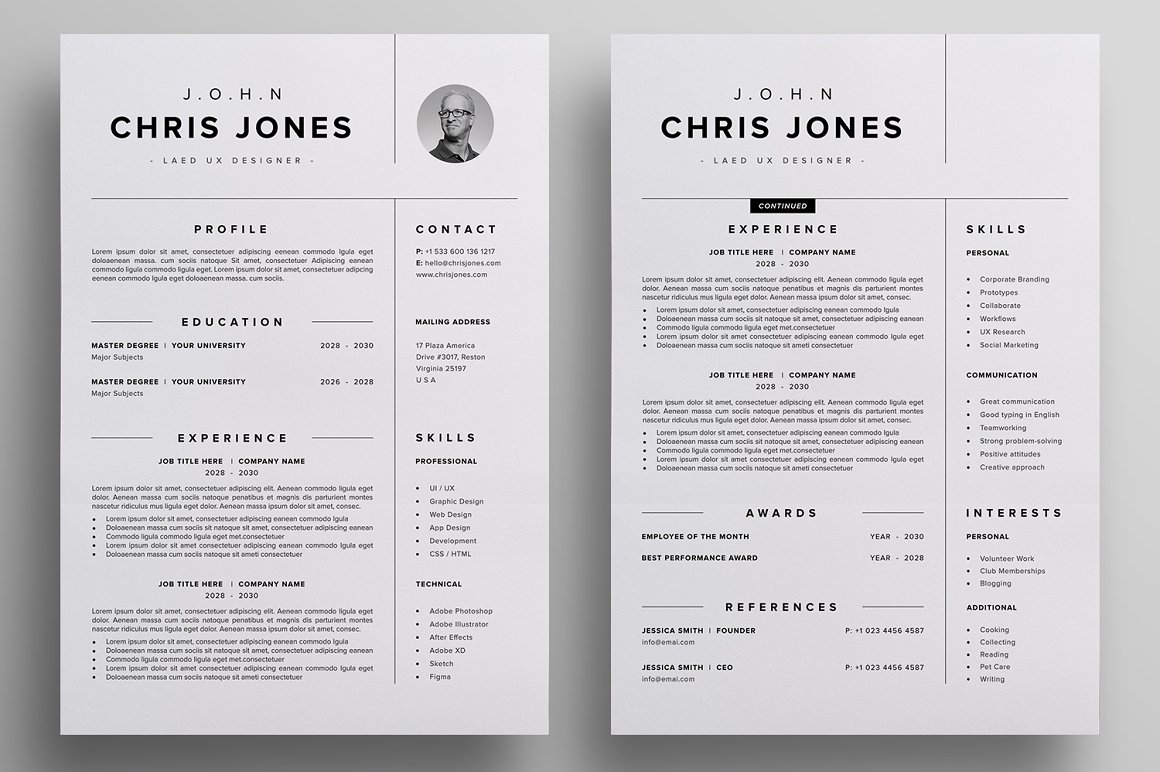 J.O.H.N
CHRIS JONES
- LAED UX DESIGNER -
PROFILE
Lorem ipsum dolor sit amet, consectetuer adipiscing eenean commodo lgula eget
dolor. Aenean massa. cum sociis natoque Sit amet, consectuer adipiscing enean
commodo ligula commodo ligula eget. Lorem ipsum dolor sit amet, consectetuer
eenean commodo ligula eget doloenaean massa. cum sociis.
EDUCATION
MASTER DEGREE | YOUR UNIVERSITY 2028 - 2030
Major Subjects
MASTER DEGREE | YOUR UNIVERSITY 2026 - 2028
Major Subjects
EXPERIENCE
JOB TITLE HERE | COMPANY NAME
2028 - 2030
Lorem ipsum dolor sit amet, consectetuer adipiscing elit. Aenean commodo ligula eget
dolor. Aenean massa cum sociis natoque penatibus et magnis dis parturient montes
nascetur ridiculus mus ligula eget. Aenean massa ipsum dolor sit amet, consec.
• Lorem ipsum dolor sit amet, consectetuer adipiscing eenean commodo lgula
• Doloaenean massa cum sociis sit natoque sit amet, consectuer adipiscing eanean
• Commodo ligula commodo ligula eget met.consectetuer
• Lorem ipsum dolor sit amet, consectetuer adipiscing eanean commodo ligula eget
• Doloaenean massa cum sociis natoque sit ameti consectetuer
JOB TITLE HERE | COMPANY NAME
2028 - 2030
Lorem ipsum dolor sit amet, consectetuer adipiscing elit. Aenean commodo ligula eget
dolor. Aenean massa cum sociis natoque penatibus et magnis dis parturient montes
nascetur ridiculus mus ligula eget. Aenean massa ipsum dolor sit amet, consec.
• Lorem ipsum dolor sit amet, consectetuer adipiscing eenean commodo lgula
• Doloaenean massa cum sociis sit natoque sit amet, consectuer adipiscing eanean
• Commodo ligula commodo ligula eget met.consectetuer
• Lorem ipsum dolor sit amet, consectetuer adipiscing eanean commodo ligula eget
• Doloaenean massa cum sociis natoque sit ameti consectetuer
CONTACT
P: +1 533 600 136 1217
E: hello@chrisjones.com
www.chrisjones.com
MAILING ADDRESS
17 Plaza America
Drive #3017, Reston
Virginia 25197
U S A
SKILLS
PROFESSIONAL
• UI / UX
• Graphic Design
• Web Design
• App Design
• Development
• CSS / HTML
TECHNICAL
• Adobe Photoshop
• Adobe Illustrator
• After Effects
• Adobe XD
• Sketch
• Figma
J.O.H.N
CHRIS JONES
- LAED UX DESIGNER -
CONTINUED
EXPERIENCE
JOB TITLE HERE | COMPANY NAME
2028 - 2030
Lorem ipsum dolor sit amet, consectetuer adipiscing elit. Aenean commodo ligula eget
dolor. Aenean massa cum sociis natoque penatibus et magnis dis parturient montes
nascetur ridiculus mus ligula eget. Aenean massa ipsum dolor sit amet, consec.
• Lorem ipsum dolor sit amet, consectetuer adipiscing eenean commodo lgula
• Doloaenean massa cum sociis sit natoque sit amet, consectuer adipiscing eanean
• Commodo ligula commodo ligula eget met.consectetuer
• Lorem ipsum dolor sit amet, consectetuer adipiscing eanean commodo ligula eget
• Doloaenean massa cum sociis natoque sit ameti consectetuer
JOB TITLE HERE | COMPANY NAME
2028 - 2030
Lorem ipsum dolor sit amet, consectetuer adipiscing elit. Aenean commodo ligula eget
dolor. Aenean massa cum sociis natoque penatibus et magnis dis parturient montes
nascetur ridiculus mus ligula eget. Aenean massa ipsum dolor sit amet, consec.
• Lorem ipsum dolor sit amet, consectetuer adipiscing eenean commodo lgula
• Doloaenean massa cum sociis sit natoque sit amet, consectuer adipiscing eanean
• Commodo ligula commodo ligula eget met.consectetuer
• Lorem ipsum dolor sit amet, consectetuer adipiscing eanean commodo ligula eget
• Doloaenean massa cum sociis natoque sit ameti consectetuer
AWARDS
EMPLOYEE OF THE MONTH YEAR - 2030
BEST PERFORMANCE AWARD YEAR - 2028
REFERENCES
JESSICA SMITH | FOUNDER P: +1 023 4456 4587
info@emai.com
JESSICA SMITH | CEO P: +1 023 4456 4587
info@emai.com
SKILLS
PERSONAL
• Corporate Branding
• Prototypes
• Collaborate
• Workflows
• UX Research
• Social Marketing
COMMUNICATION
• Great communication
• Good typing in English
• Teamworking
• Strong problem-solving
• Positive attitudes
• Creative approach
INTERESTS
PERSONAL
• Volunteer Work
• Club Memberships
• Blogging
ADDITIONAL
• Cooking
• Collecting
• Reading
• Pet Care
• Writing